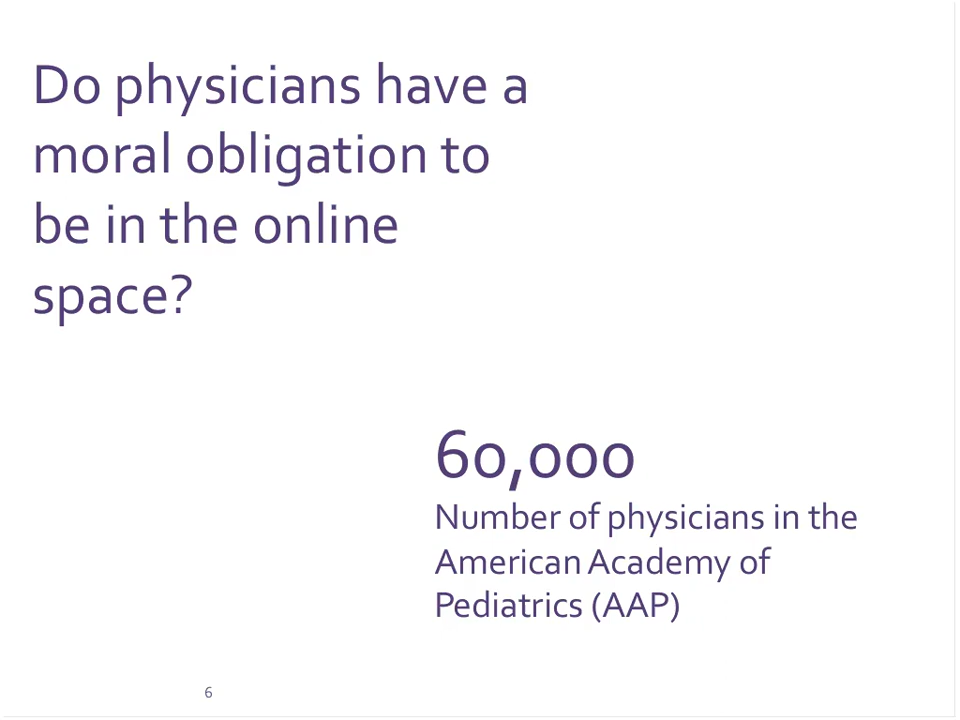 Do physicians have a
moral obligation to
be in the online
space?
60,000
Number of physicians in the
American Academy of
Pediatrics (AAP)
6